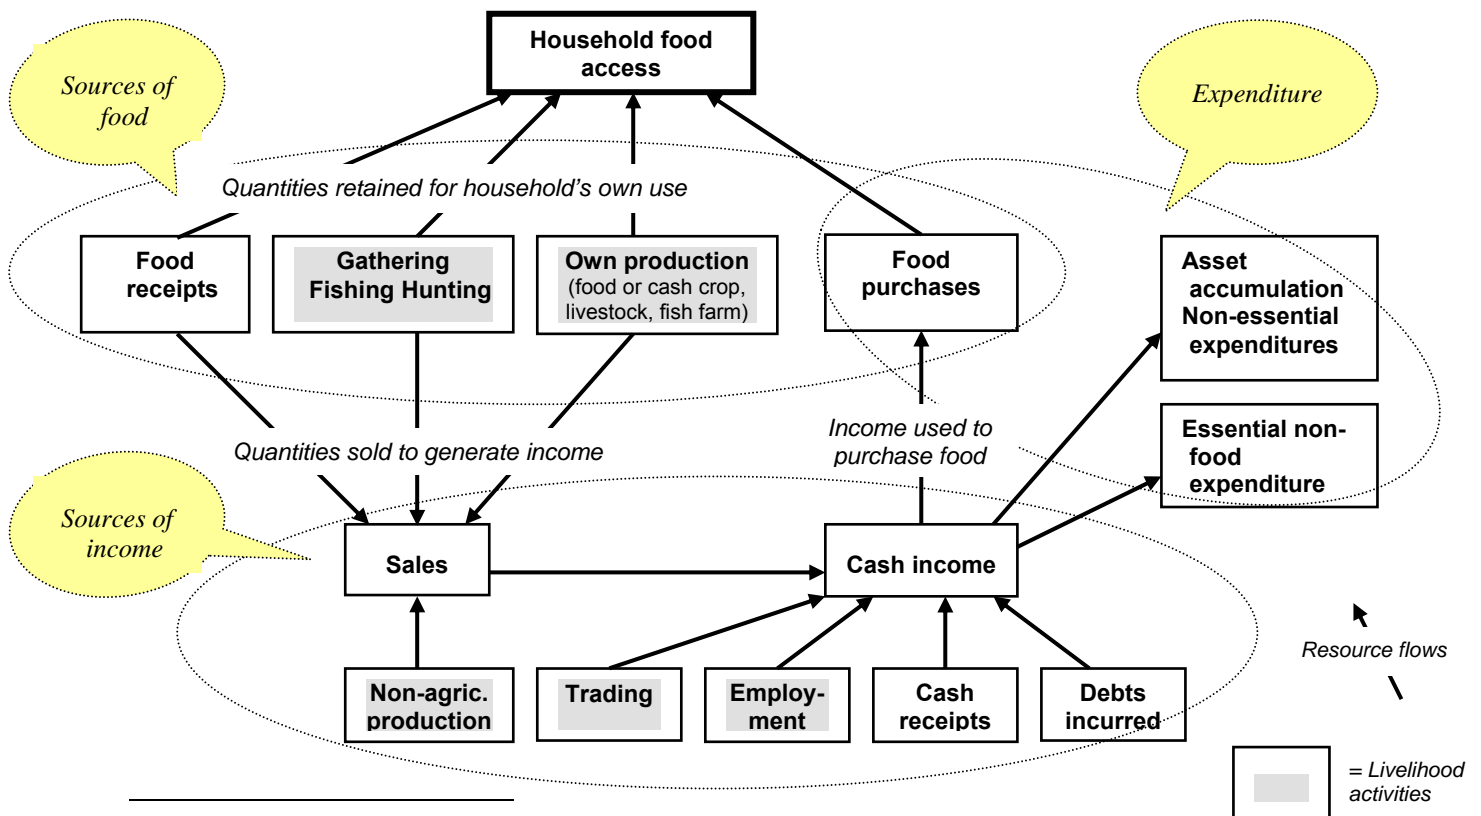 Household food
access
Sources of
food
Expenditure
Quantities retained for household’s own use
Food
receipts
Gathering
Fishing Hunting
Own production
(food or cash crop,
livestock, fish farm)
Food
purchases
Asset
accumulation
Non-essential
expenditures
Essential non-
food
expenditure
Quantities sold to generate income
Income used to
purchase food
Sources of
income
Sales
Cash income
Non-agric.
production
Trading
Employ-
ment
Cash
receipts
Debts
incurred
Resource flows
= Livelihood
activities